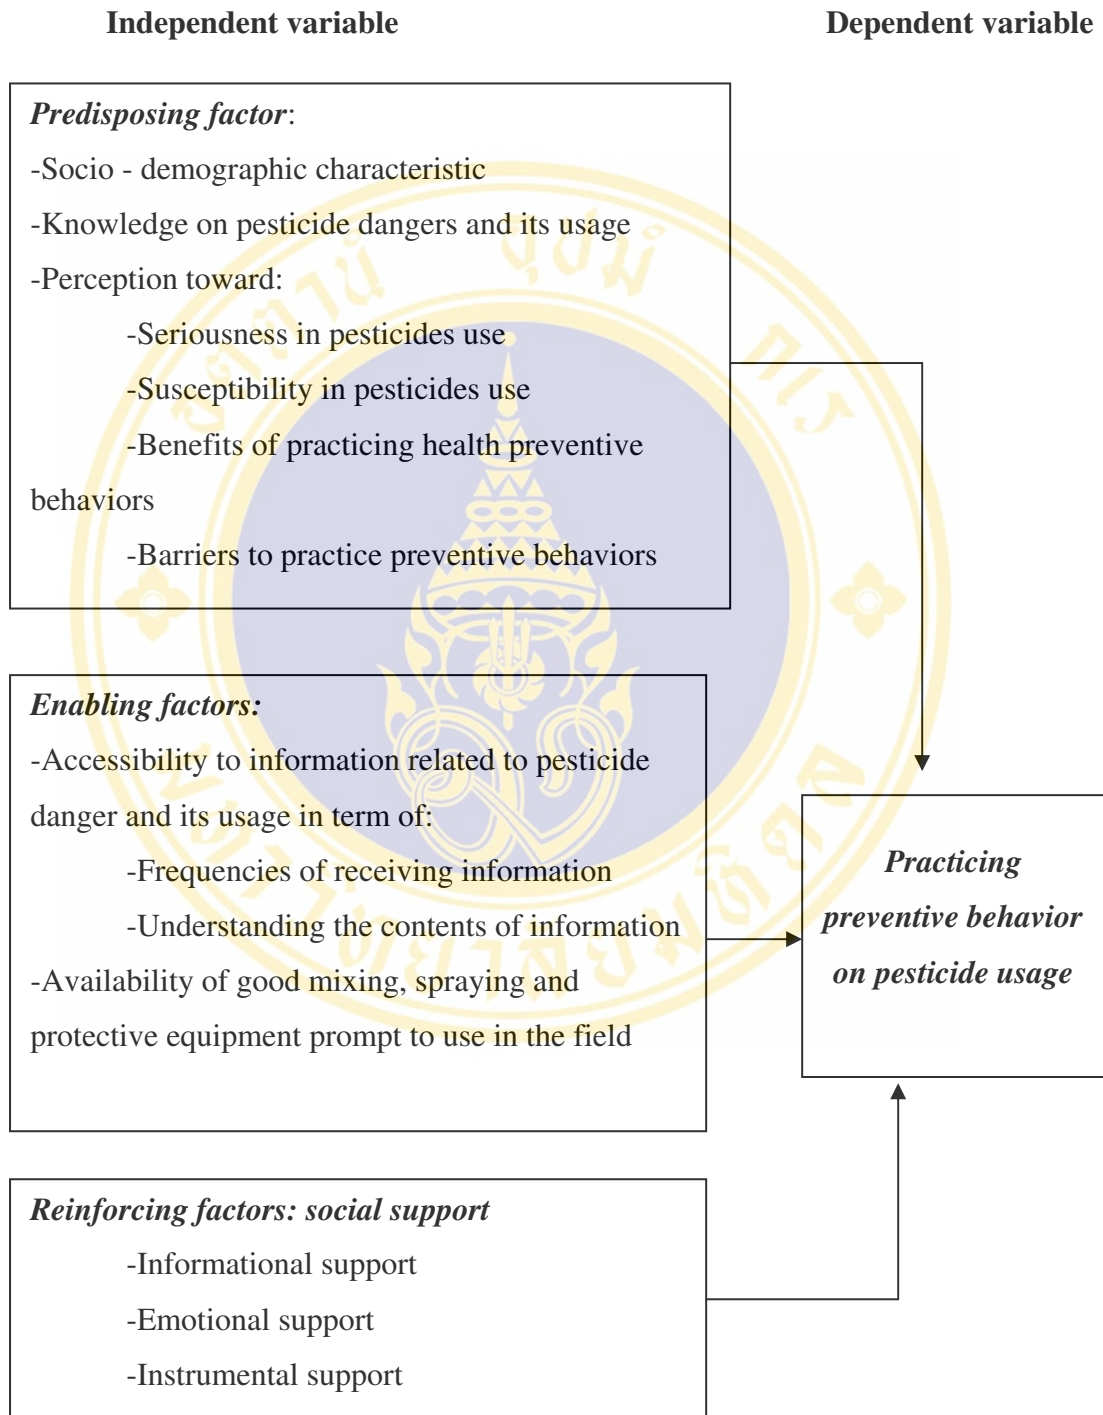 Independent variable
Dependent variable
Predisposing factor:
-Socio - demographic characteristic
-Knowledge on pesticide dangers and its usage
-Perception toward:
-Seriousness in pesticides use
-Susceptibility in pesticides use
-Benefits of practicing health preventive
behaviors
-Barriers to practice preventive behaviors
Enabling factors:
-Accessibility to information related to pesticide
danger and its usage in term of:
-Frequencies of receiving information
-Understanding the contents of information
-Availability of good mixing, spraying and
protective equipment prompt to use in the field
Practicing
preventive behavior
on pesticide usage
Reinforcing factors: social support
-Informational support
-Emotional support
-Instrumental support